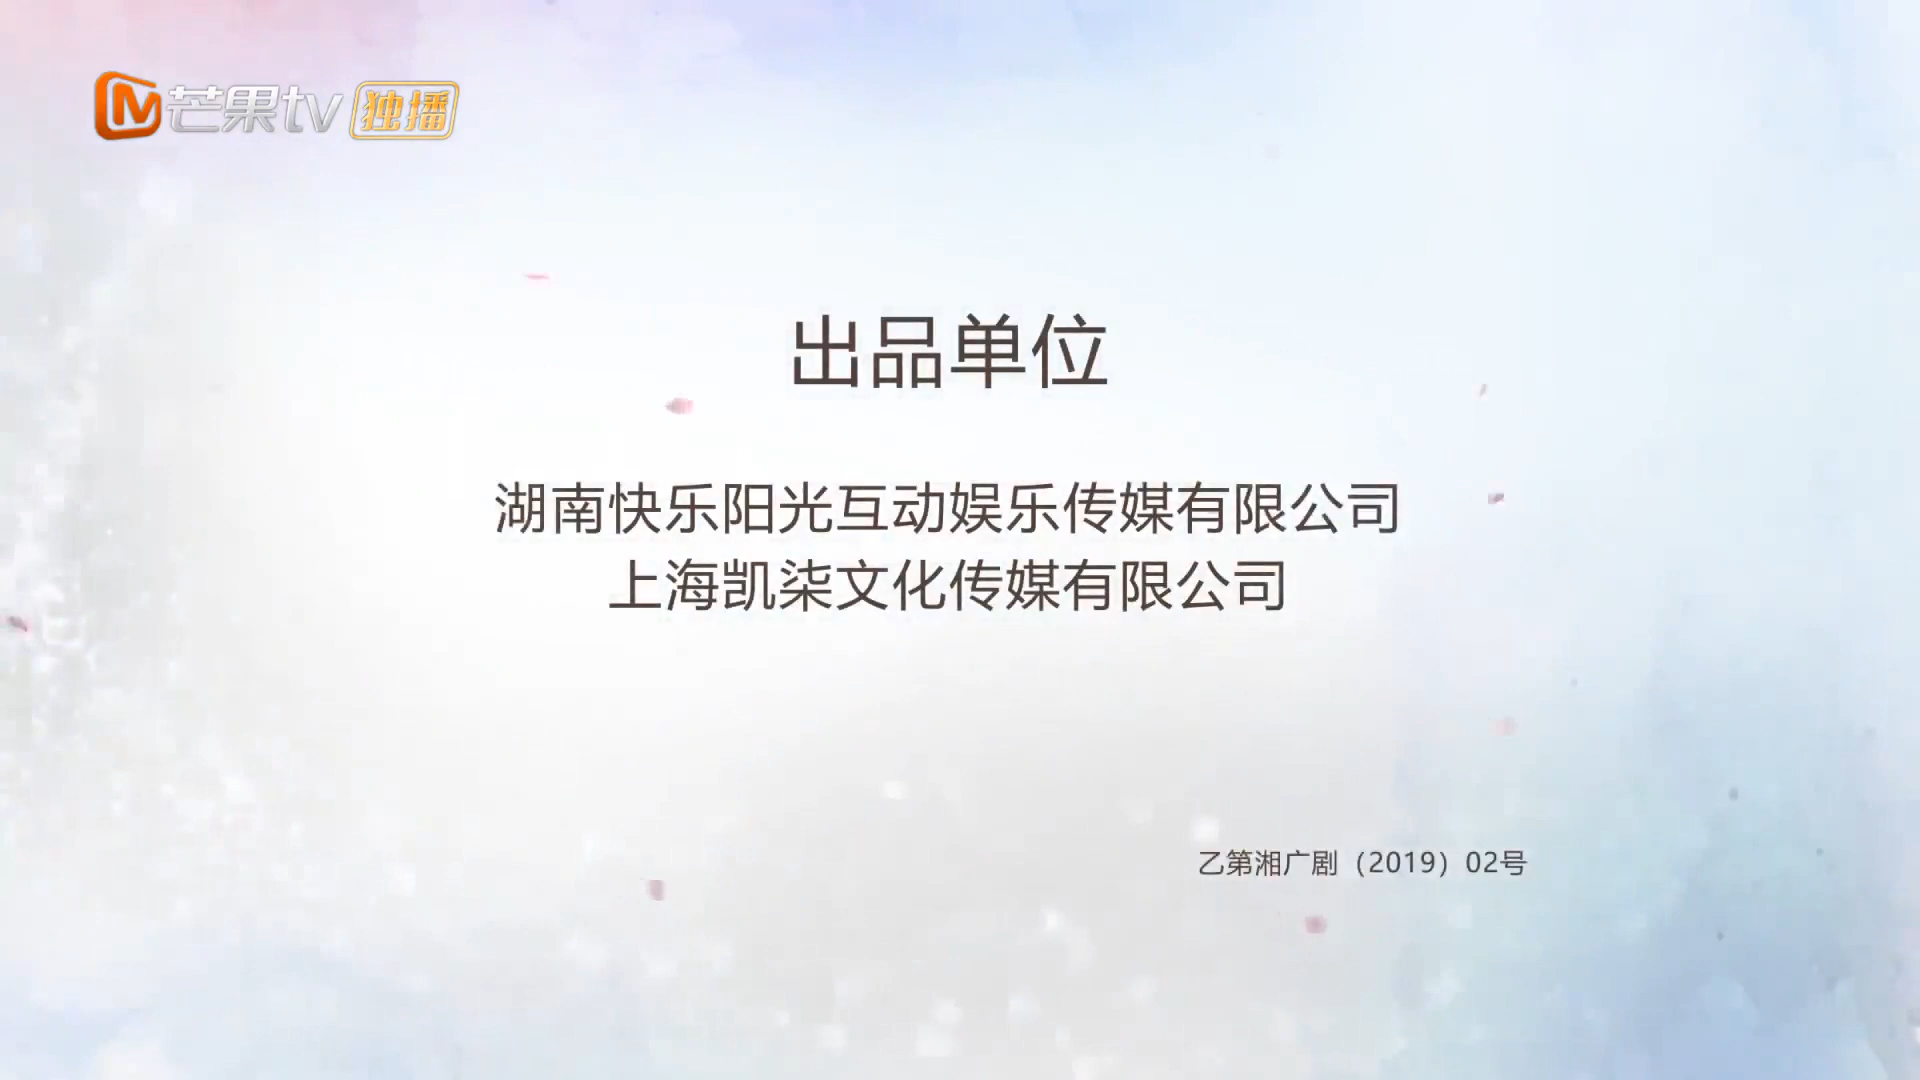 芒果tv 独播
出品单位
湖南快乐阳光互动娱乐传媒有限公司
上海凯柒文化传媒有限公司
乙第湘广剧（2019）02号